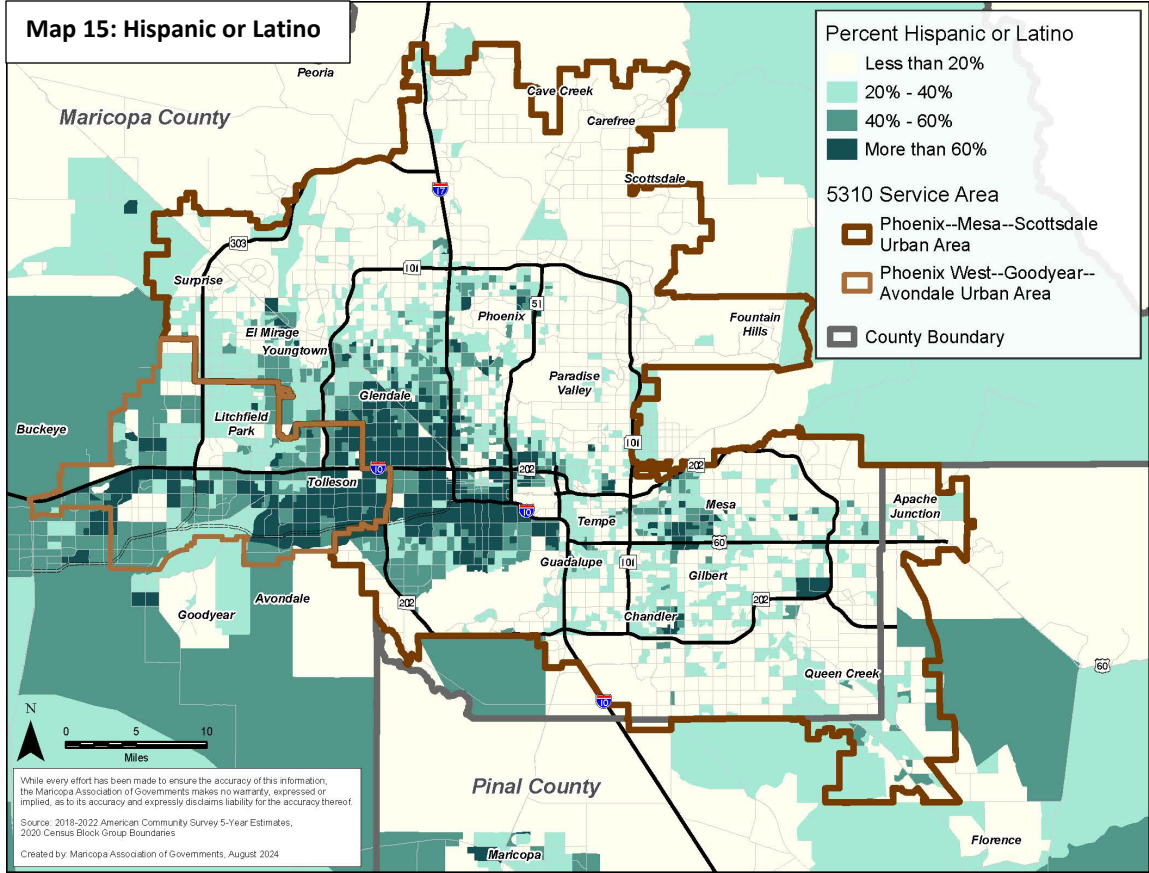 Map 15: Hispanic or Latino
Percent Hispanic or Latino
Less than 20%
20% - 40%
40% - 60%
More than 60%
5310 Service Area
Phoenix--Mesa--Scottsdale
Urban Area
Phoenix West--Goodyear--
Avondale Urban Area
County Boundary
Peoria
Maricopa County
Cave Creek
Carefree
Scottsdale
17
303
Surprise
101
51
Phoenix
Fountain
Hills
El Mirage
Youngtown
Paradise
Valley
Glendale
Litchfield
Park
Buckeye
101
10
202
202
Tolleson
Mesa
Apache
Junction
10
Tempe
60
Guadalupe
101
Gilbert
202
Avondale
Goodyear
202
Chandler
Queen Creek
60
10
N
0 5 10
Miles
Pinal County
Florence
Maricopa
While every effort has been made to ensure the accuracy of this information,
the Maricopa Association of Governments makes no warranty, expressed or
implied, as to its accuracy and expressly disclaims liability for the accuracy thereof.
Source: 2018-2022 American Community Survey 5-Year Estimates,
2020 Census Block Group Boundaries
Created by: Maricopa Association of Governments, August 2024